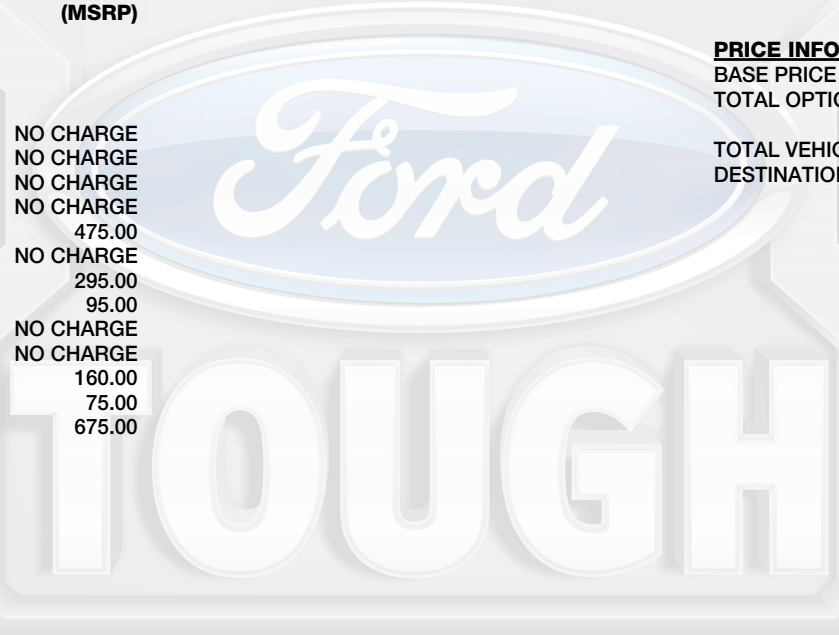 (MSRP)
NO CHARGE
NO CHARGE
NO CHARGE
NO CHARGE
475.00
NO CHARGE
295.00
95.00
NO CHARGE
NO CHARGE
160.00
75.00
675.00
PRICE INFO
BASE PRICE
TOTAL OPTIO
TOTAL VEHIC
DESTINATION
Ford
TOUGH